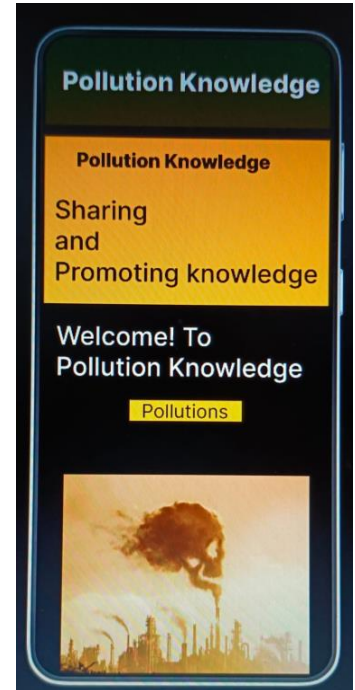 Pollution Knowledge
Pollution Knowledge
Sharing
and
Promoting knowledge
Welcome! To
Pollution Knowledge
Pollutions